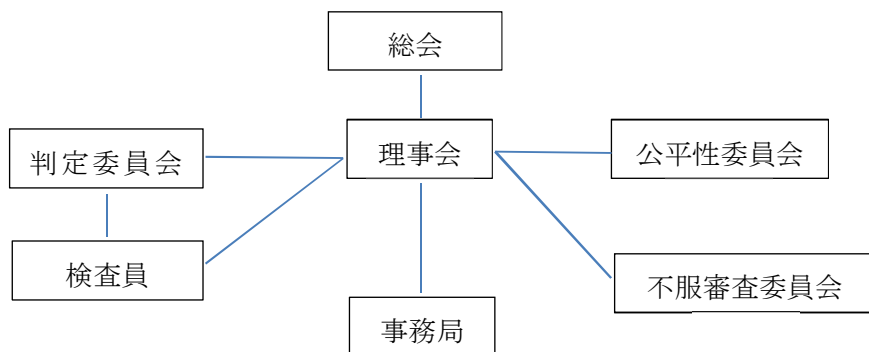 総会
判定委員会
理事会
公平性委員会
検査員
不服審査委員会
事務局